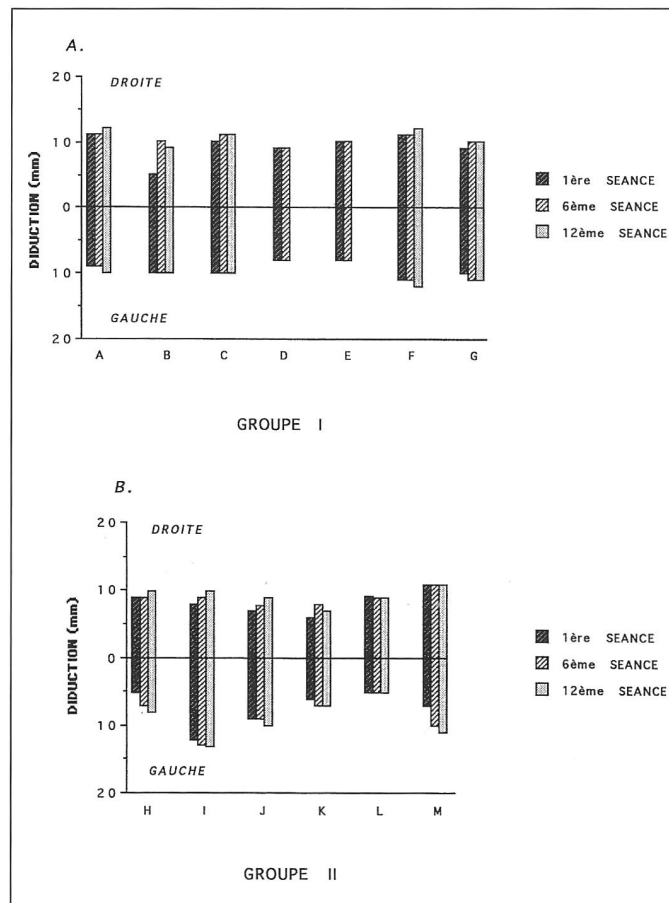 A.
20
DROITE
10
0
10
GAUCHE
20
DIDUCTION (mm)
A B C D E F G
1ère SEANCE
6ème SEANCE
12ème SEANCE
GROUPE I
B.
20
DROITE
10
0
10
GAUCHE
20
DIDUCTION (mm)
H I J K L M
1ère SEANCE
6ème SEANCE
12ème SEANCE
GROUPE II